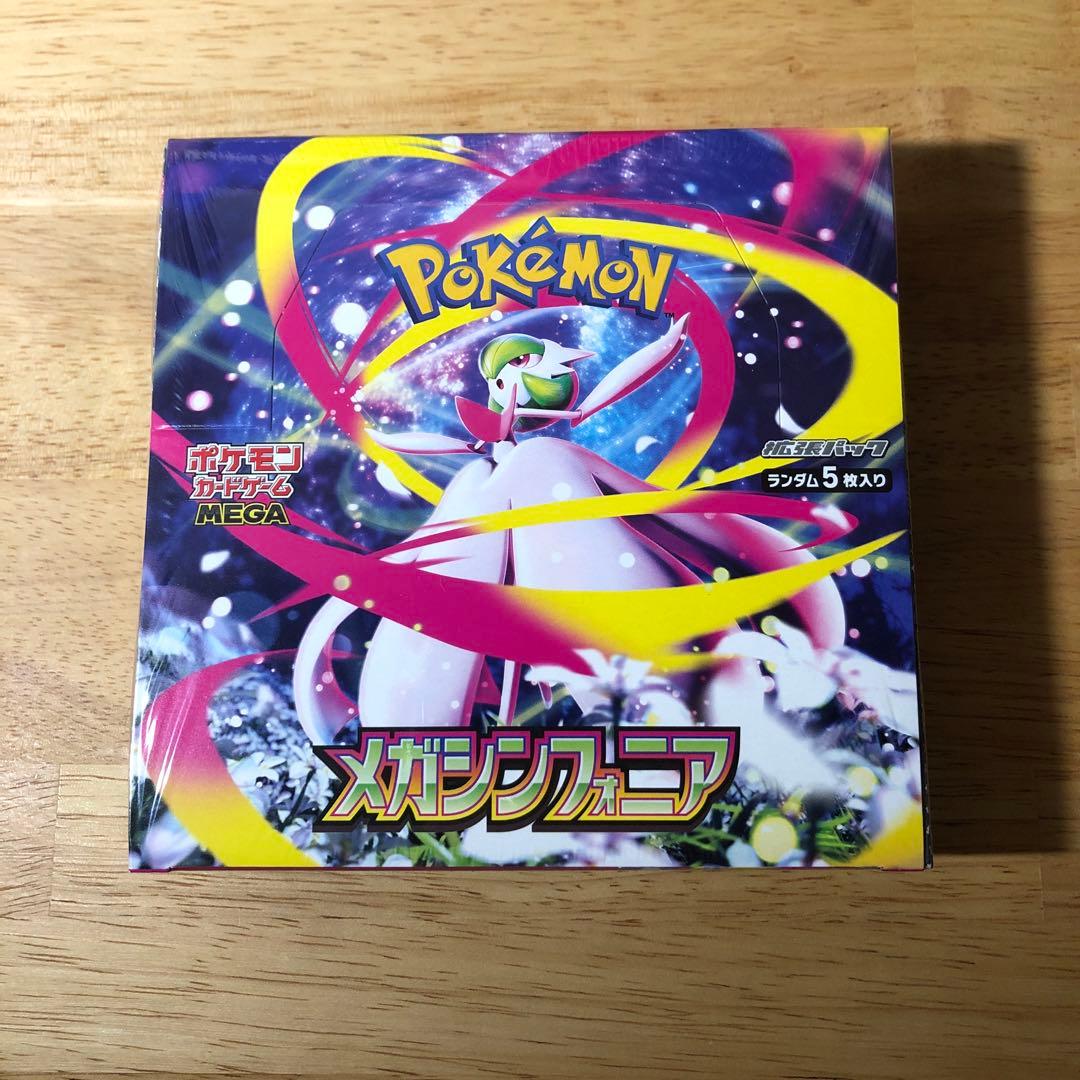 POKéMON
TM
ポケモン
カードゲーム
MEGA
拡張パック
ランダム5枚入り
メガシンフォニア